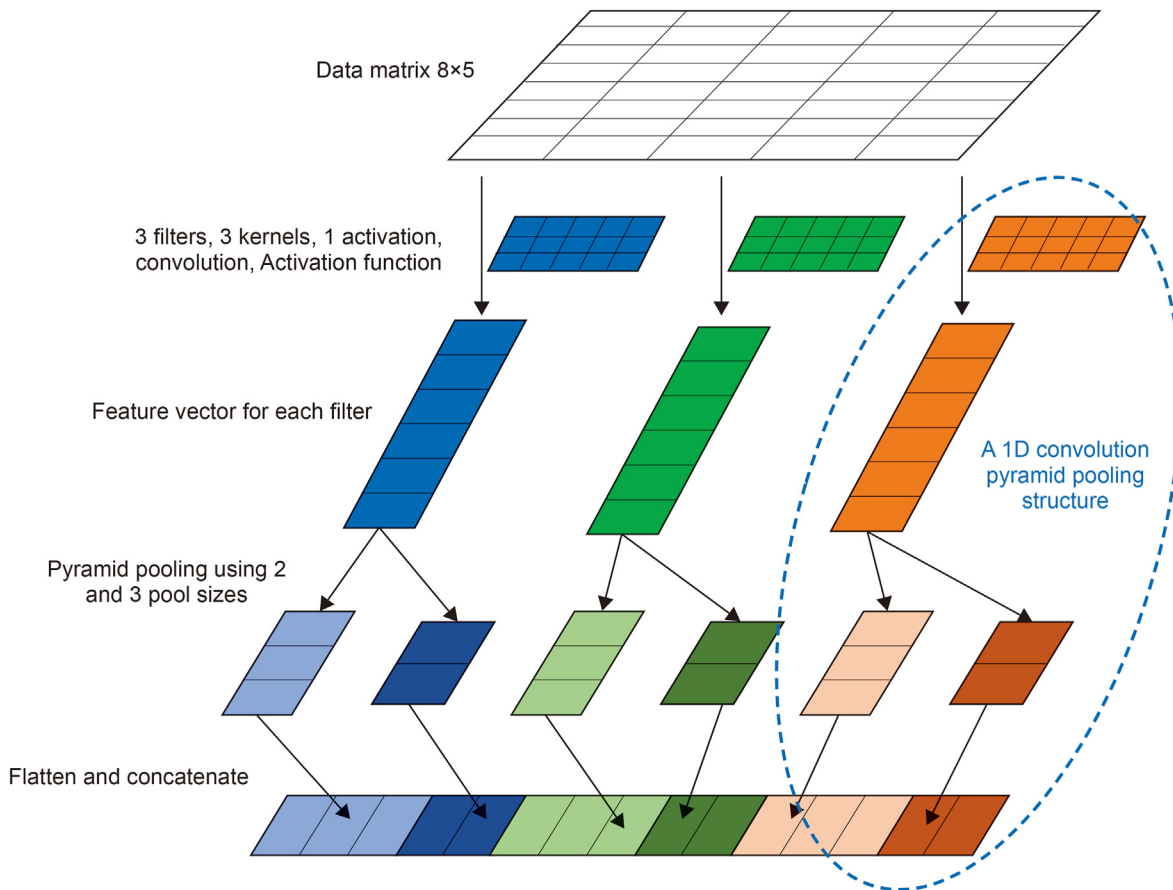 Data matrix 8×5
3 filters, 3 kernels, 1 activation,
convolution, Activation function
Feature vector for each filter
A 1D convolution
pyramid pooling
structure
Pyramid pooling using 2
and 3 pool sizes
Flatten and concatenate